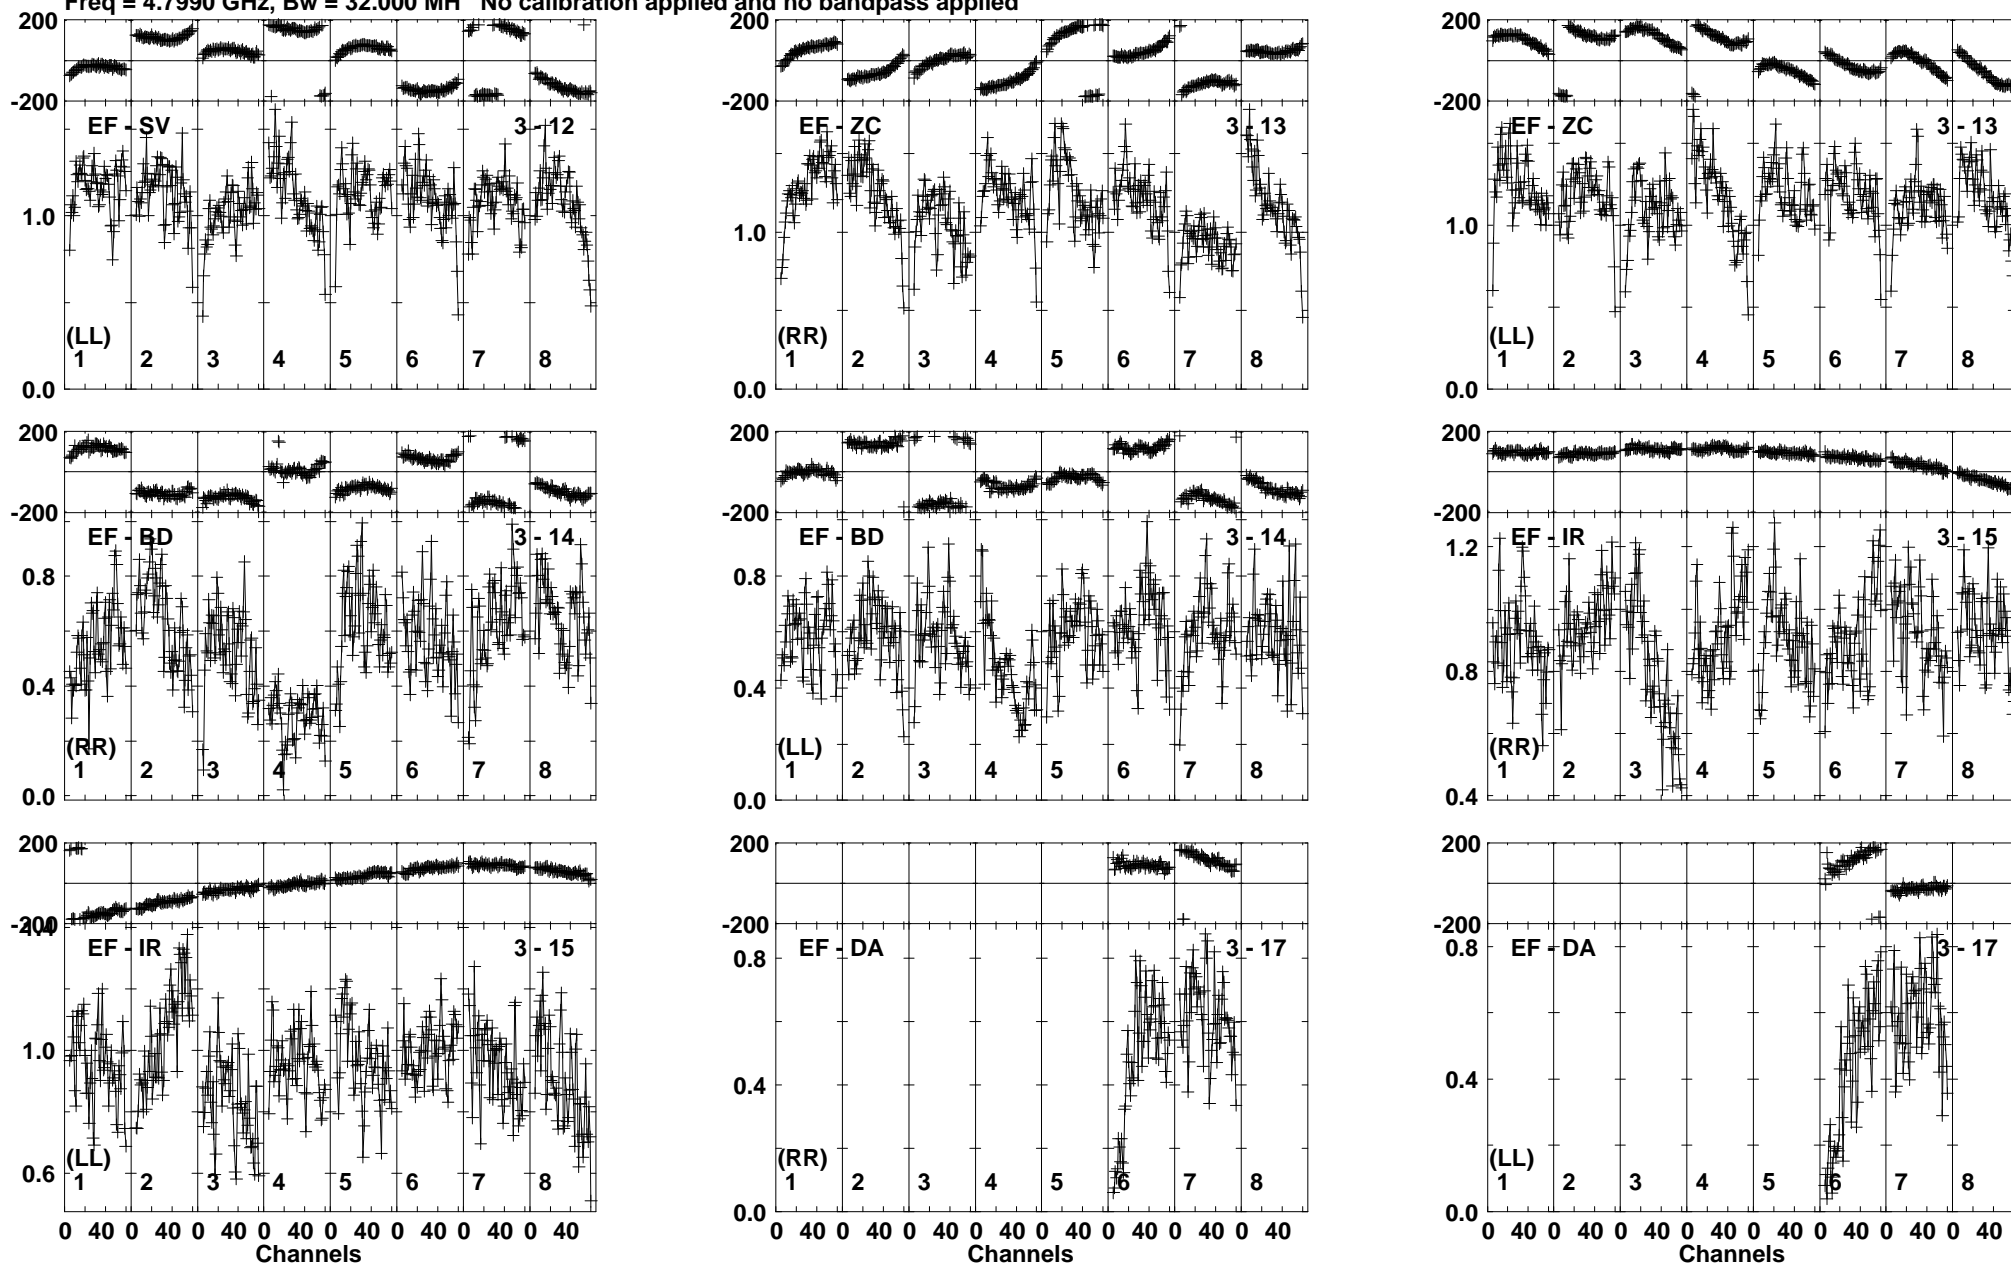 Freq = 4.7990 GHz, Bw = 32.000 MH No calibration applied and no bandpass applied
200 200 200
-200 -200 -200
EF - SV 3 - 12 EF - ZC 3 - 13 EF - ZC 3 - 13
1.0 1.0 1.0
(LL) (RR) (LL)
1 2 3 4 5 6 7 8 1 2 3 4 5 6 7 8 1 2 3 4 5 6 7 8
0.0 0.0 0.0
200 200 200
-200 -200 -200
EF - BD 3 - 14 EF - BD 3 - 14 EF - IR 3 - 15
1.2
0.8 0.8
0.8
0.4 0.4
(RR) (LL) (RR)
1 2 3 4 5 6 7 8 1 2 3 4 5 6 7 8 1 2 3 4 5 6 7 8
0.0 0.0 0.4
200 200 200
-200 -200 -200
1.4
EF - IR 3 - 15 EF - DA 3 - 17 EF - DA 3 - 17
0.8 0.8
1.0
0.4 0.4
(LL) (RR) (LL)
0.6
1 2 3 4 5 6 7 8 1 2 3 4 5 6 7 8 1 2 3 4 5 6 7 8
0.0 0.0
0 40 0 40 0 40 0 40 0 40 0 40 0 40 0 40 0 40 0 40 0 40 0 40 0 40 0 40 0 40 0 40 0 40 0 40 0 40 0 40 0 40 0 40 0 40 0 40
Channels Channels Channels